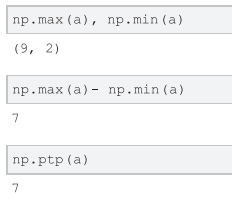 np.max(a), np.min(a)
(9, 2)
np.max(a)- np.min(a)
7
np.ptp(a)
7